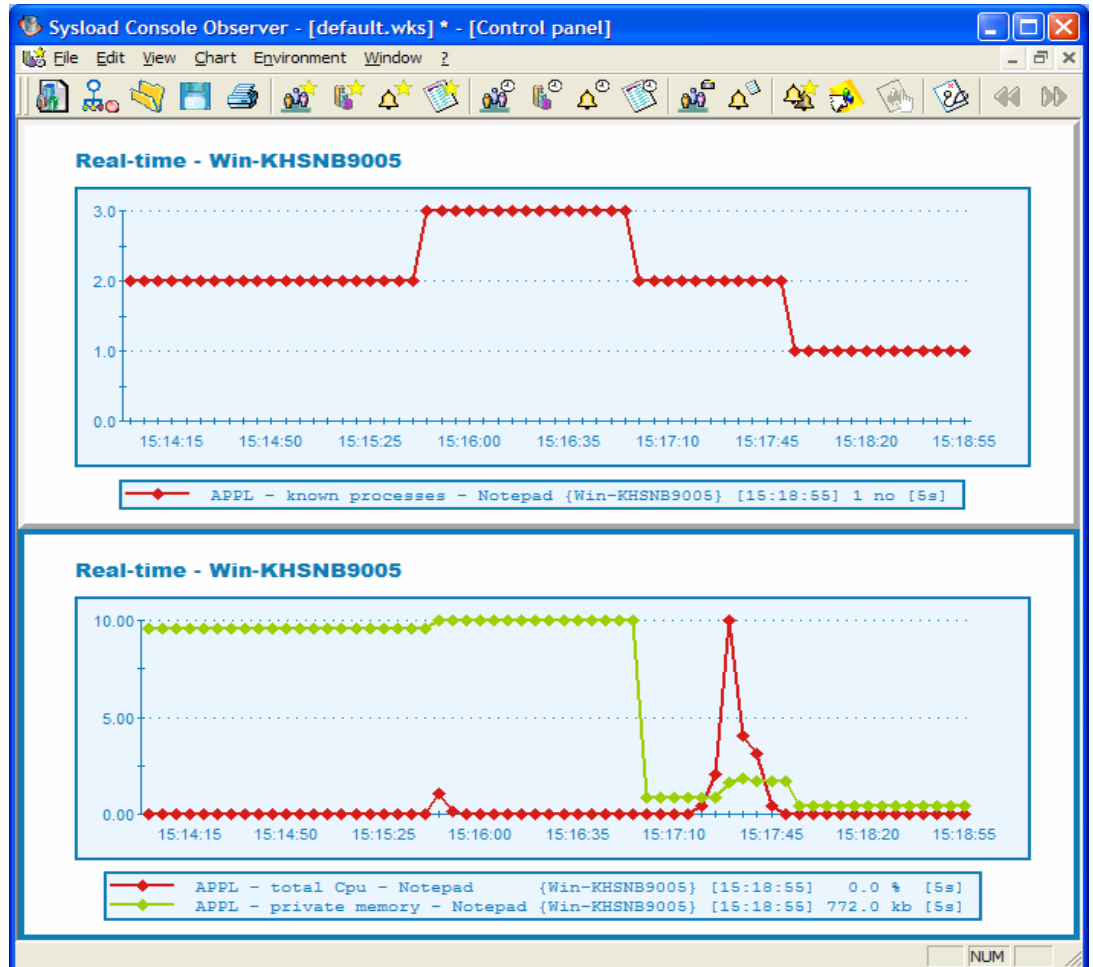 Sysload Console Observer - [default.wks] * - [Control panel]
File Edit View Chart Environment Window ?
Real-time - Win-KHSNB9005
3.0
2.0
1.0
0.0
15:14:15 15:14:50 15:15:25 15:16:00 15:16:35 15:17:10 15:17:45 15:18:20 15:18:55
APPL - known processes - Notepad {Win-KHSNB9005} [15:18:55] 1 no [5s]
Real-time - Win-KHSNB9005
10.00
5.00
0.00
15:14:15 15:14:50 15:15:25 15:16:00 15:16:35 15:17:10 15:17:45 15:18:20 15:18:55
APPL - total Cpu - Notepad {Win-KHSNB9005} [15:18:55] 0.0 % [5s]
APPL - private memory - Notepad {Win-KHSNB9005} [15:18:55] 772.0 kb [5s]
NUM